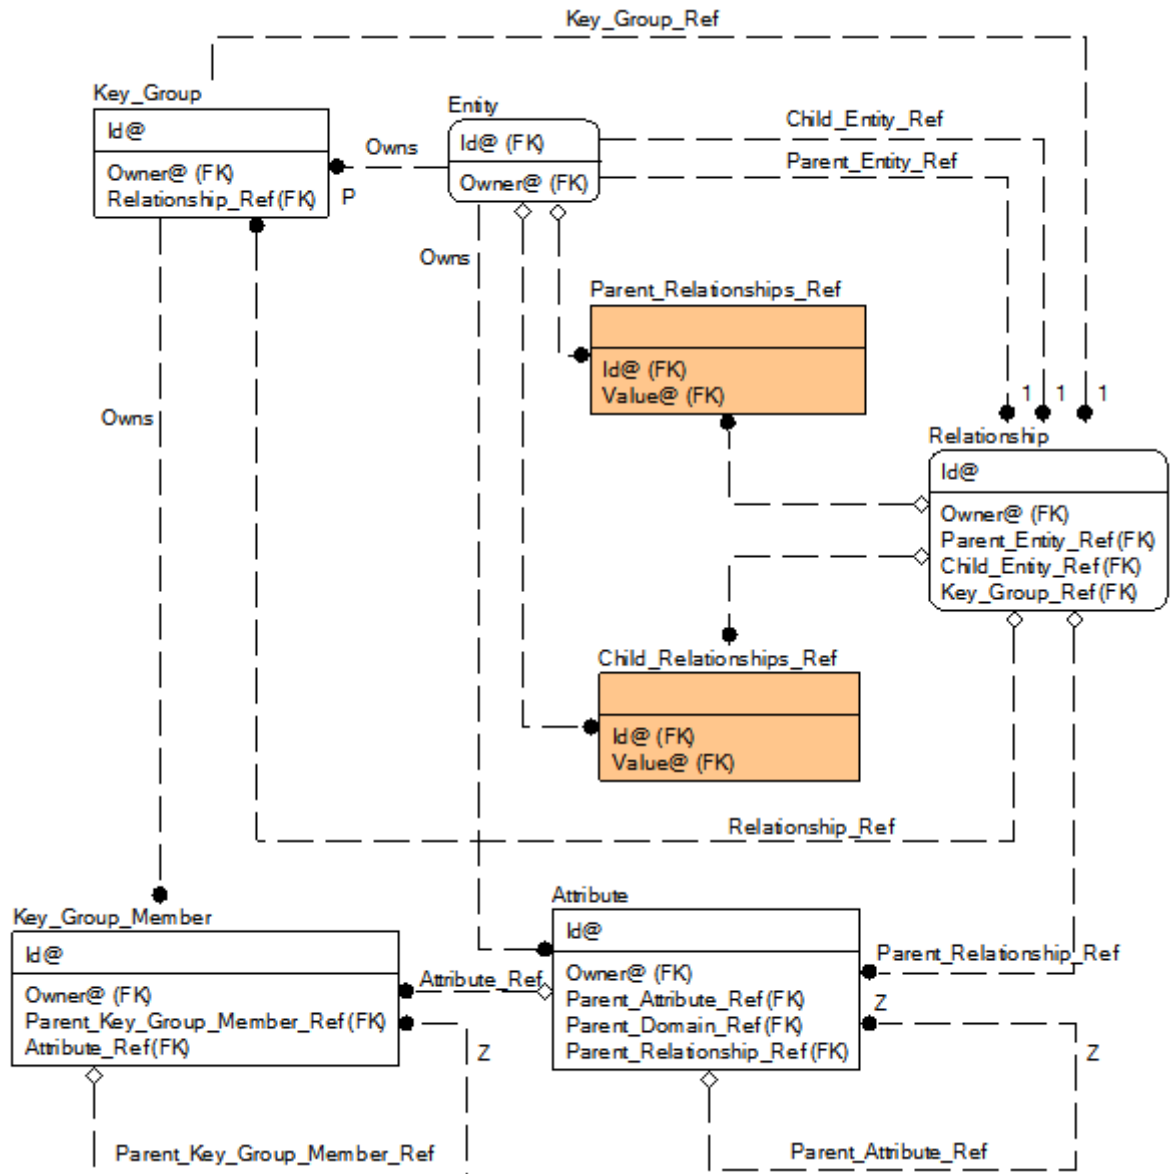 Key_Group_Ref
Key_Group
Id@
Owner@ (FK)
Relationship_Ref(FK)
Owns
P
Entity
Id@ (FK)
Owner@ (FK)
Child_Entity_Ref
Parent_Entity_Ref
Owns
Parent_Relationships_Ref
Id@ (FK)
Value@ (FK)
1
1
1
Relationship
Id@
Owner@ (FK)
Parent_Entity_Ref(FK)
Child_Entity_Ref(FK)
Key_Group_Ref(FK)
Owns
Child_Relationships_Ref
Id@ (FK)
Value@ (FK)
Relationship_Ref
Key_Group_Member
Id@
Owner@ (FK)
Parent_Key_Group_Member_Ref(FK)
Attribute_Ref(FK)
Attribute_Ref
Z
Attribute
Id@
Owner@ (FK)
Parent_Attribute_Ref(FK)
Parent_Domain_Ref(FK)
Parent_Relationship_Ref(FK)
Parent_Relationship_Ref
Z
Z
Parent_Key_Group_Member_Ref
Parent_Attribute_Ref